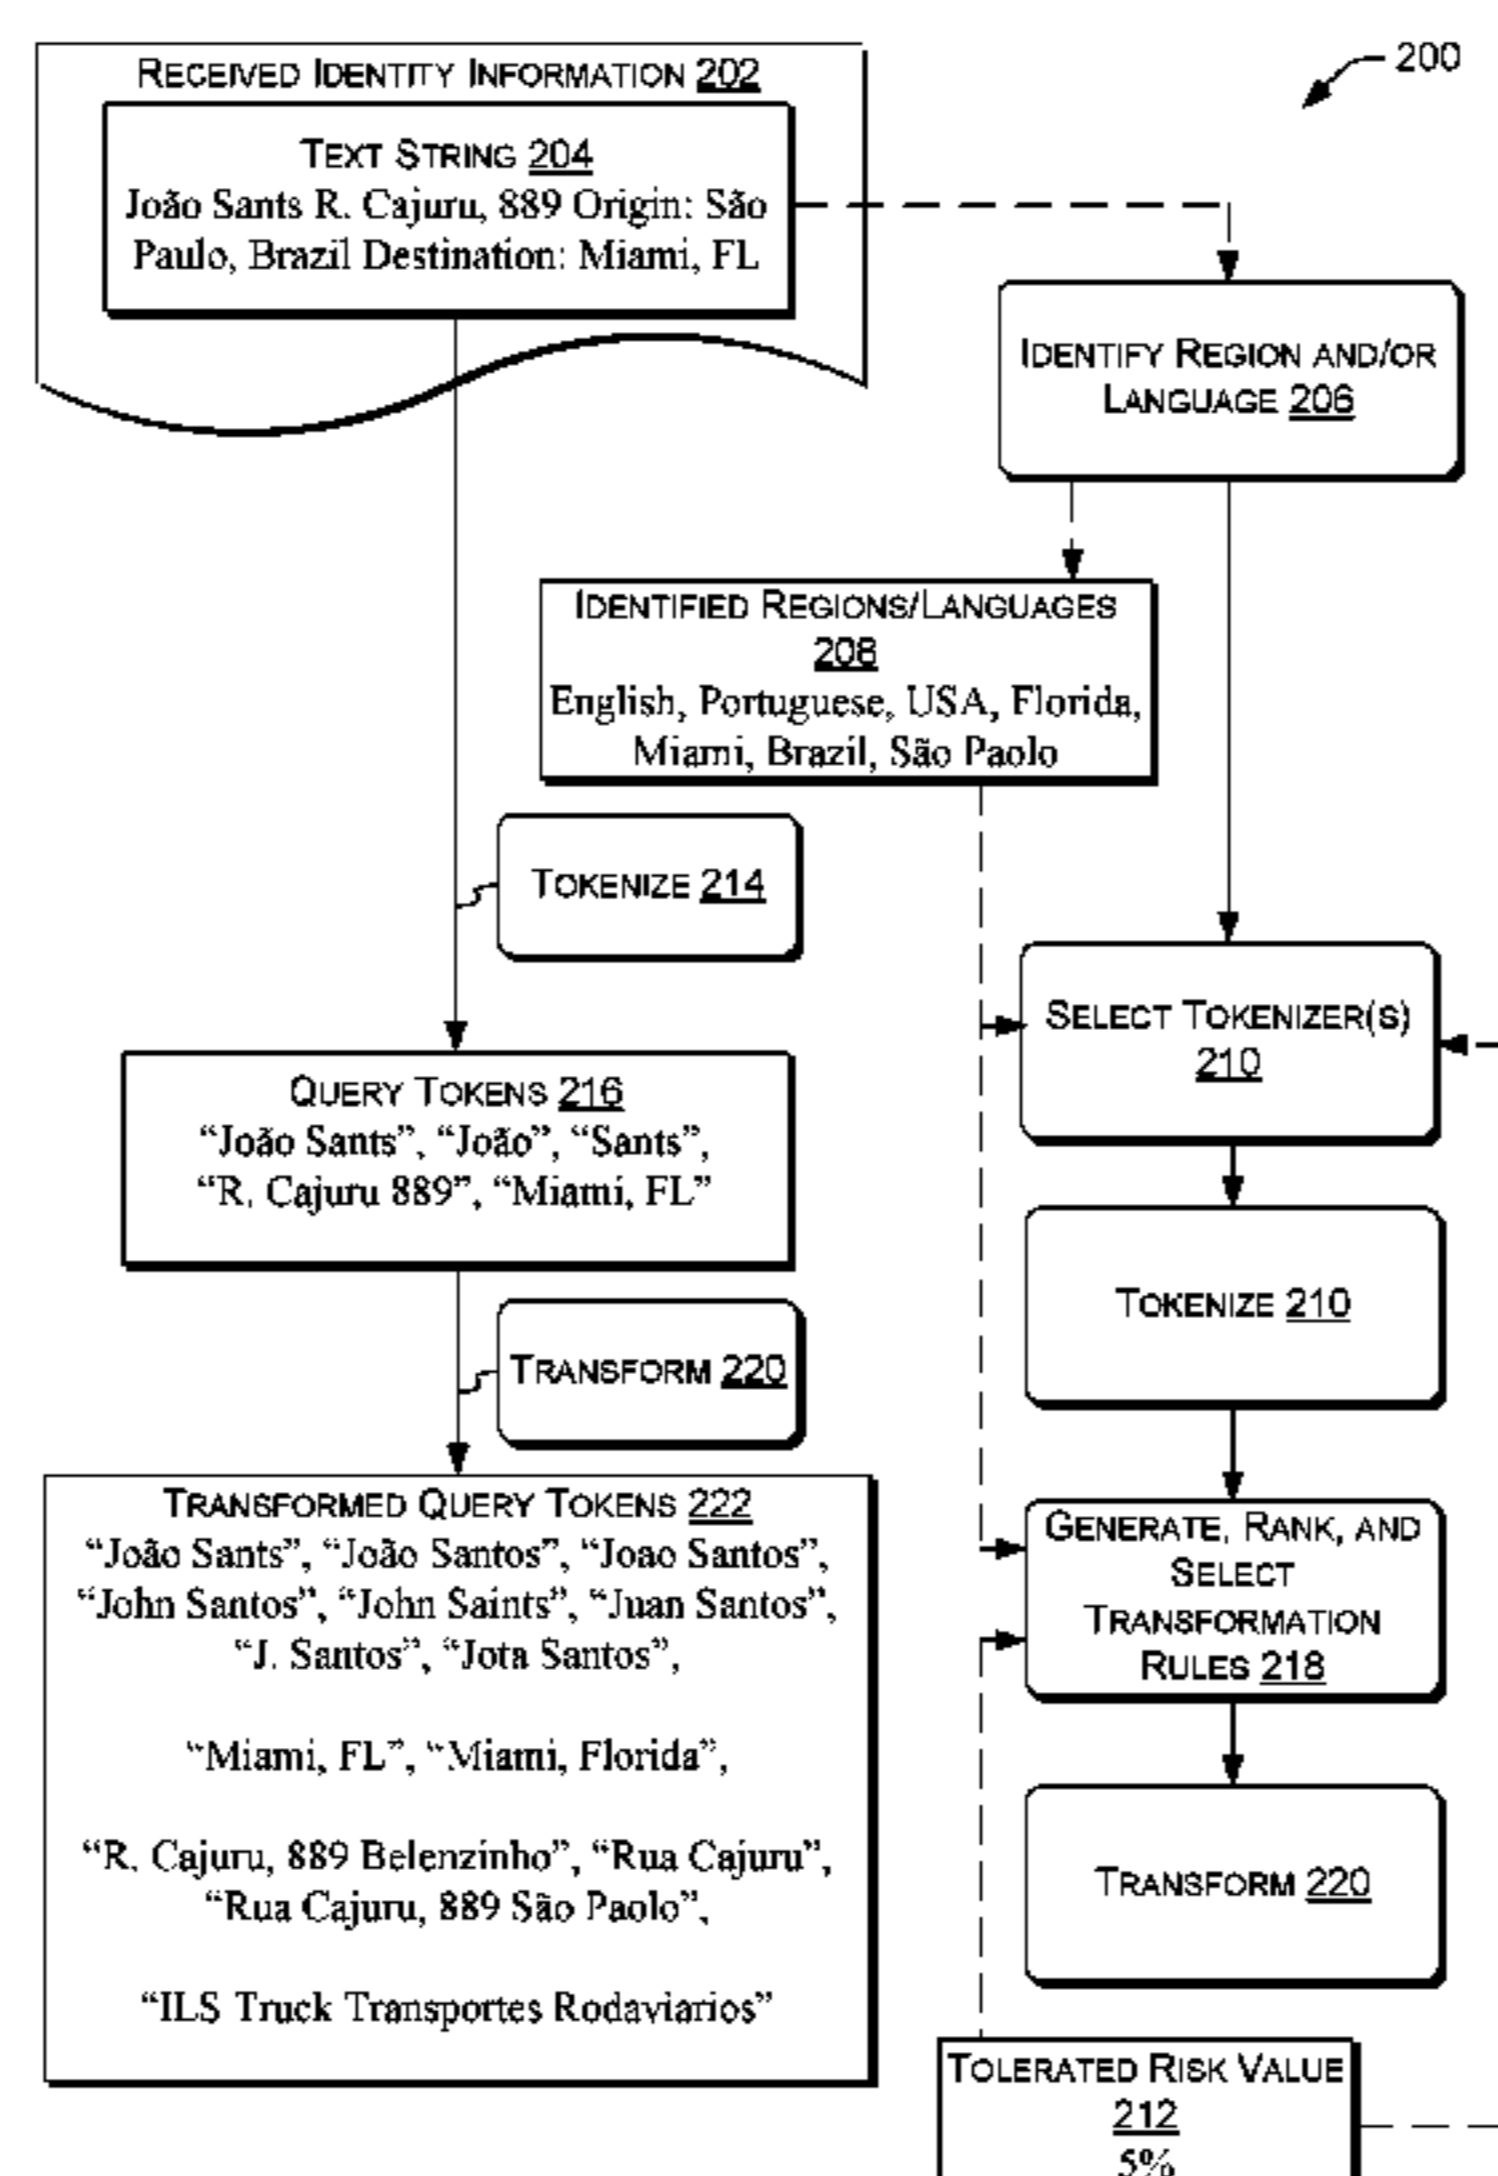 200
RECEIVED IDENTITY INFORMATION 202
TEXT STRING 204
João Sants R. Cajuru, 889 Origin: São
Paulo, Brazil Destination: Miami, FL
IDENTIFY REGION AND/OR
LANGUAGE 206
IDENTIFIED REGIONS/LANGUAGES
208
English, Portuguese, USA, Florida,
Miami, Brazil, São Paolo
TOKENIZE 214
SELECT TOKENIZER(S)
210
QUERY TOKENS 216
“João Sants”, “João”, “Sants”,
“R. Cajuru 889”, “Miami, FL”
TOKENIZE 210
TRANSFORM 220
TRANSFORMED QUERY TOKENS 222
“João Sants”, “João Santos”, “Joao Santos”,
“John Santos”, “John Saints”, “Juan Santos”,
“J. Santos”, “Jota Santos”,
“Miami, FL”, “Miami, Florida”,
“R. Cajuru, 889 Belenzinho”, “Rua Cajuru”,
“Rua Cajuru, 889 São Paolo”,
“ILS Truck Transportes Rodaviarios”
GENERATE, RANK, AND
SELECT
TRANSFORMATION
RULES 218
TRANSFORM 220
TOLERATED RISK VALUE
212
5%